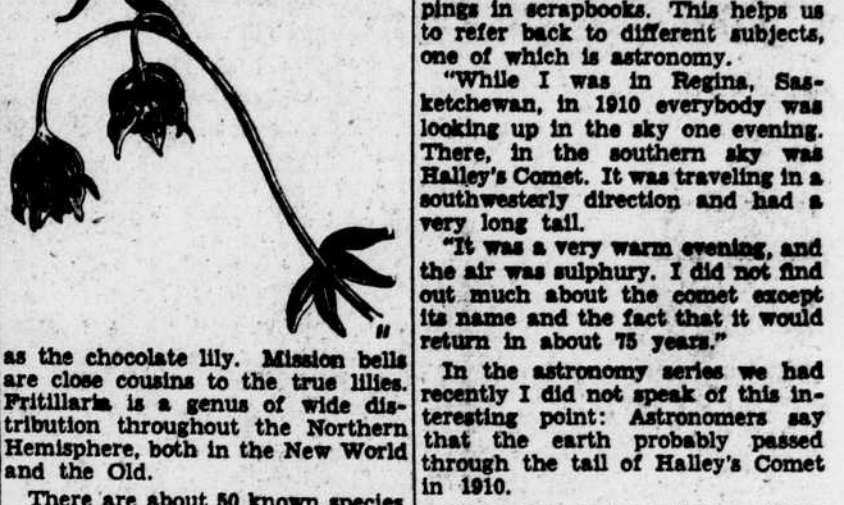 as the chocolate lily. Mission bells
are close cousins to the true lilies.
Fritillaria is a genus of wide dis-
tribution throughout the Northern
Hemisphere, both in the New World
and the Old.
There are about 50 known species
pings in scrapbooks. This helps us
to refer back to different subjects,
one of which is astronomy.
"While I was in Regina, Sas-
ketchewan, in 1910 everybody was
looking up in the sky one evening.
There, in the southern sky was
Halley's Comet. It was traveling in a
southwesterly direction and had a
very long tail.
"It was a very warm evening, and
the air was sulphury. I did not find
out much about the comet except
its name and the fact that it would
return in about 75 years."
In the astronomy series we had
recently I did not speak of this in-
teresting point: Astronomers say
that the earth probably passed
through the tail of Halley's Comet
in 1910.